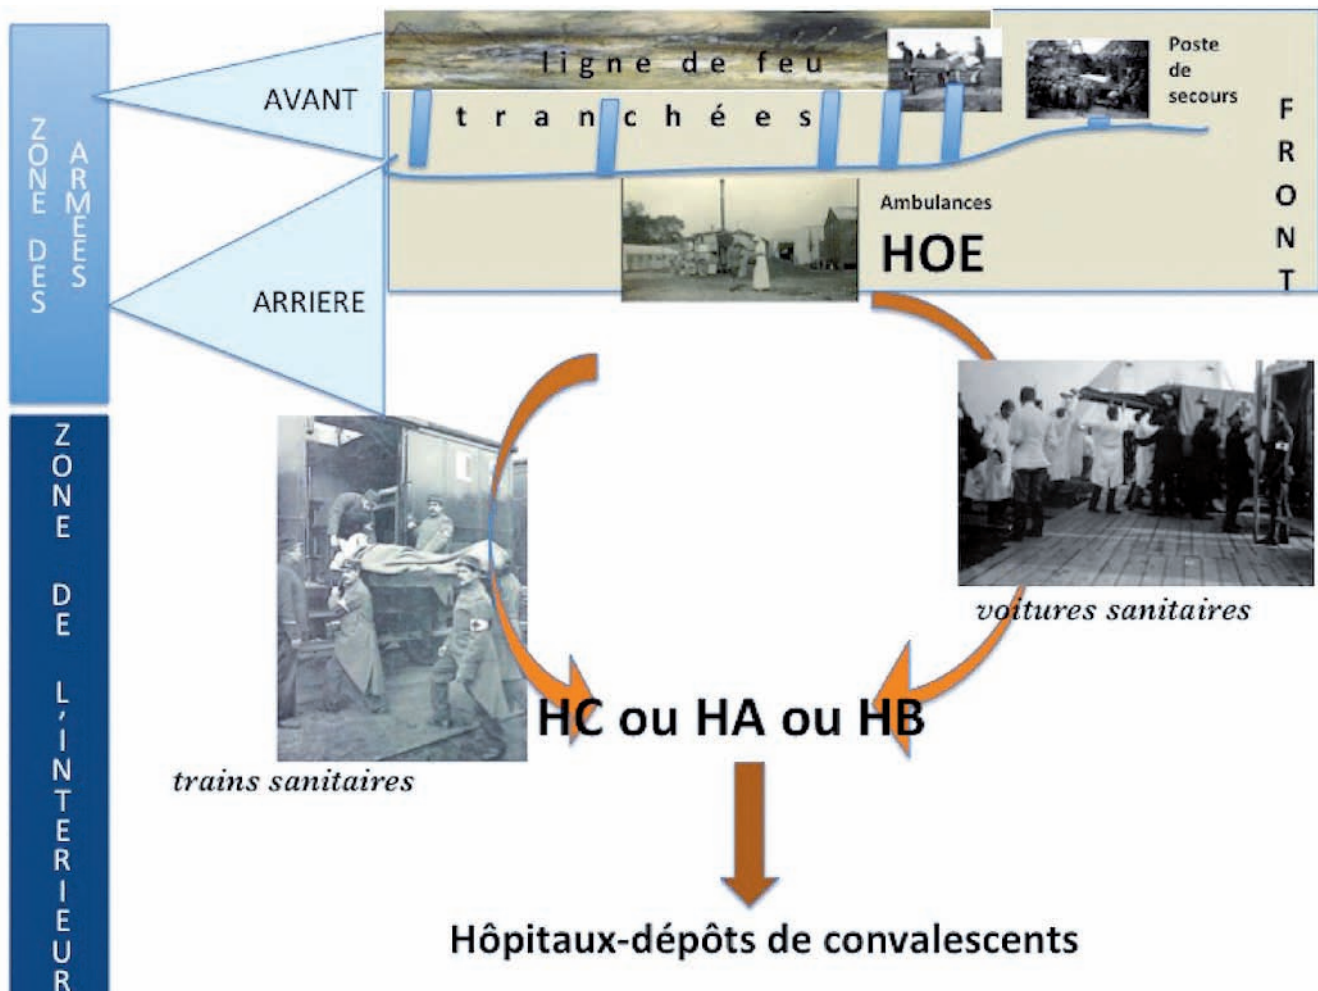 ZONE DES
ARMEES
AVANT
ligne de feu
tranchées
Poste
de
secours
FRONT
Ambulances
HOE
ARRIERE
ZONE DE L'INTERIEUR
voitures sanitaires
HC ou HA ou HB
trains sanitaires
Hôpitaux-dépôts de convalescents